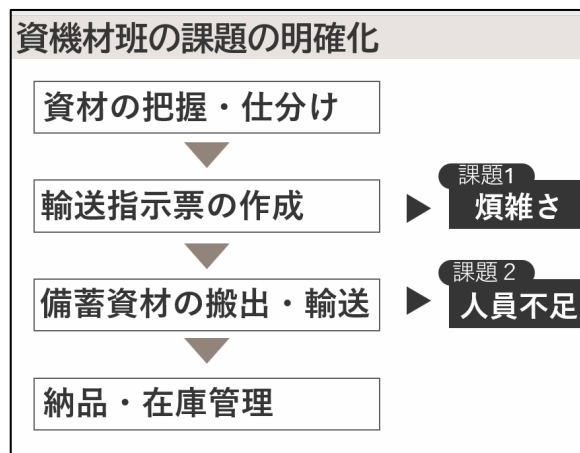 資機材班の課題の明確化
資材の把握・仕分け
輸送指示票の作成
課題1
煩雑さ
備蓄資材の搬出・輸送
課題２
人員不足
納品・在庫管理